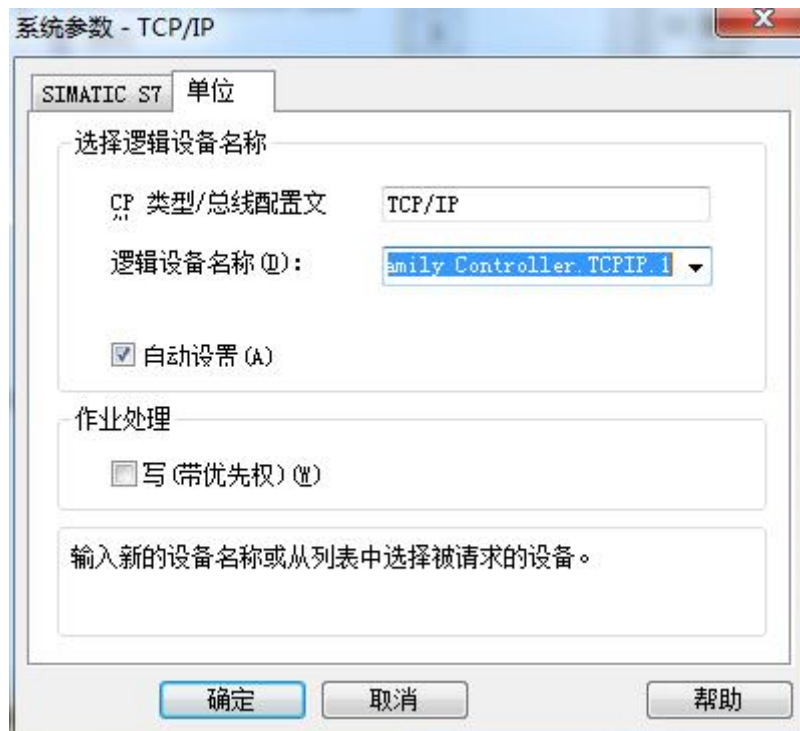 系统参数 - TCP/IP
SIMATIC S7 单位
选择逻辑设备名称
CP 类型/总线配置文 TCP/IP
逻辑设备名称(D): amily Controller.TCPIP.1
自动设置(A)
作业处理
写(带优先权)(W)
输入新的设备名称或从列表中选择被请求的设备。
确定 取消 帮助